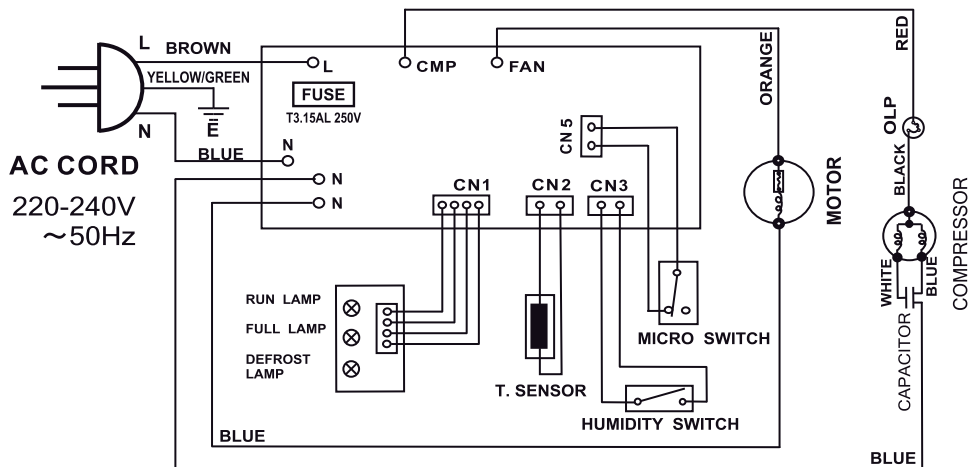 L
BROWN
YELLOW/GREEN
E
N
BLUE
AC CORD
220-240V
~50Hz
L
CMP
FAN
FUSE
T3.15AL 250V
CN 5
N
N
N
CN1
CN2
CN3
ORANGE
RED
MOTOR
OLP
BLACK
COMPRESSOR
WHITE
BLUE
CAPACITOR
RUN LAMP
FULL LAMP
DEFROST
LAMP
T. SENSOR
MICRO SWITCH
HUMIDITY SWITCH
BLUE
BLUE